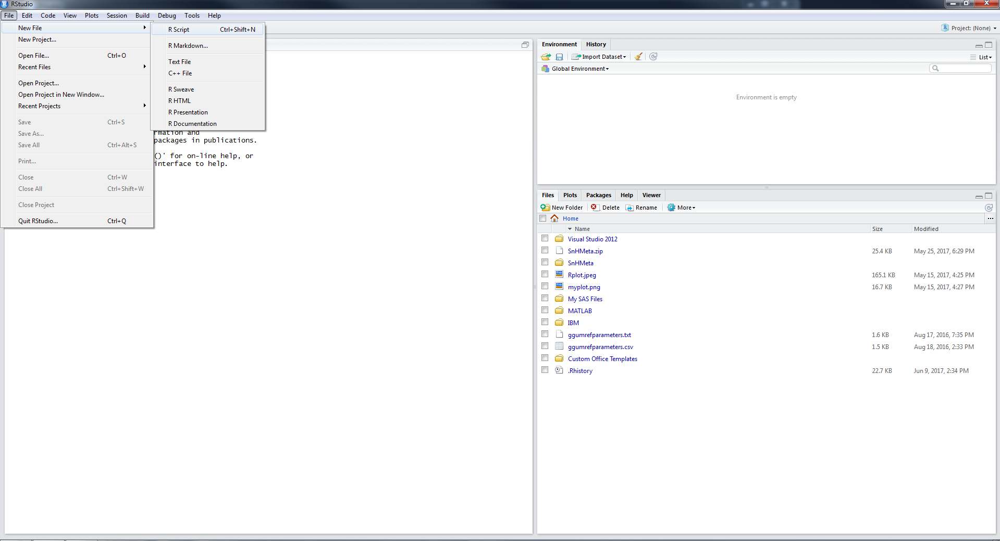 RStudio
File Edit Code View Plots Session Build Debug Tools Help
New File
New Project...
Open File... Ctrl+O
Recent Files
Open Project...
Open Project in New Window...
Recent Projects
Save Ctrl+S
Save As...
Save All Ctrl+Alt+S
Print...
Close Ctrl+W
Close All Ctrl+Shift+W
Close Project
Quit RStudio... Ctrl+Q
R Script Ctrl+Shift+N
R Markdown...
Text File
C++ File
R Sweave
R HTML
R Presentation
R Documentation
rmation and
packages in publications.
()' for on-line help, or
interface to help.
Project: (None)
Environment History
Import Dataset
List
Global Environment
Environment is empty
Files Plots Packages Help Viewer
New Folder Delete Rename More
Home ...
Name Size Modified
Visual Studio 2012
SnHMeta.zip 25.4 KB May 25, 2017, 6:29 PM
SnHMeta
Rplot.jpeg 165.1 KB May 15, 2017, 4:25 PM
myplot.png 16.7 KB May 15, 2017, 4:27 PM
My SAS Files
MATLAB
IBM
ggumrefparameters.txt 1.6 KB Aug 17, 2016, 7:35 PM
ggumrefparameters.csv 1.5 KB Aug 18, 2016, 2:33 PM
Custom Office Templates
.Rhistory 22.7 KB Jun 9, 2017, 2:34 PM